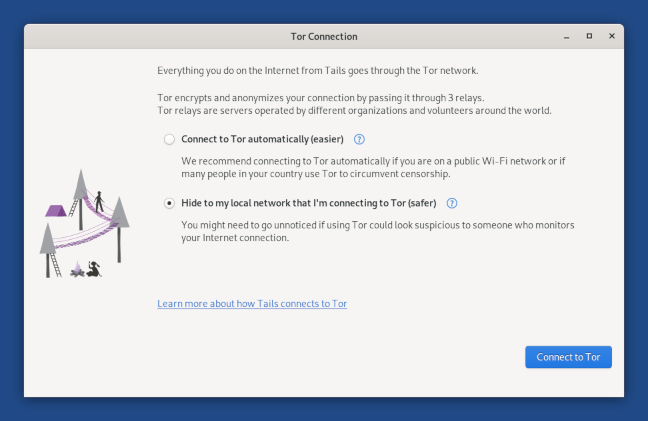 Tor Connection
Everything you do on the Internet from Tails goes through the Tor network.
Tor encrypts and anonymizes your connection by passing it through 3 relays.
Tor relays are servers operated by different organizations and volunteers around the world.
Connect to Tor automatically (easier) ?
We recommend connecting to Tor automatically if you are on a public Wi-Fi network or if
many people in your country use Tor to circumvent censorship.
Hide to my local network that I'm connecting to Tor (safer) ?
You might need to go unnoticed if using Tor could look suspicious to someone who monitors
your Internet connection.
Learn more about how Tails connects to Tor
Connect to Tor